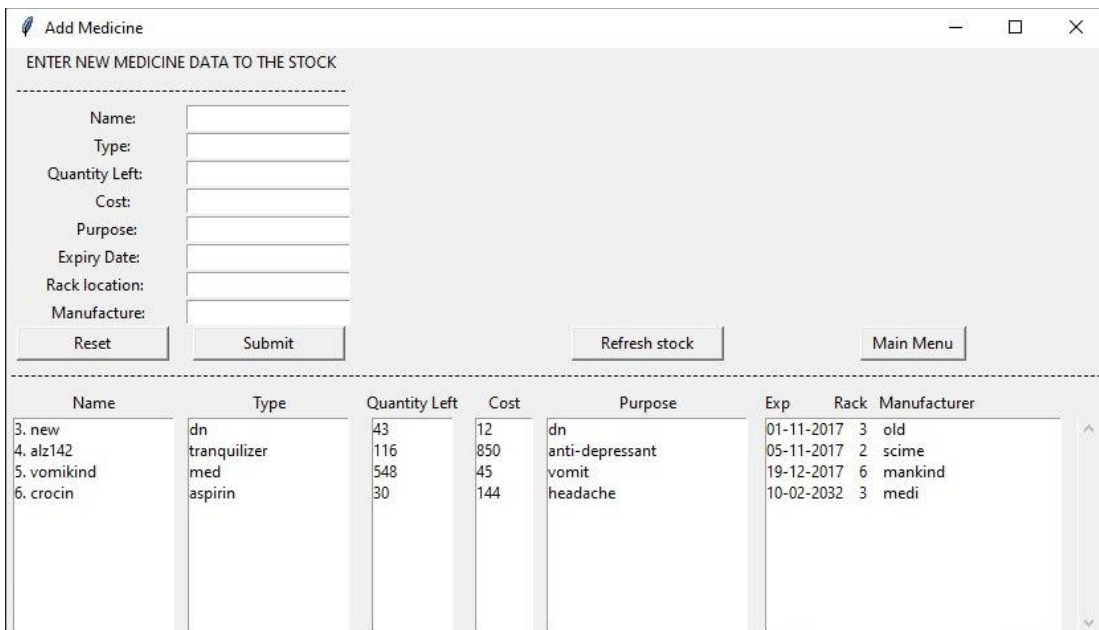 Add Medicine
ENTER NEW MEDICINE DATA TO THE STOCK
Name:
Type:
Quantity Left:
Cost:
Purpose:
Expiry Date:
Rack location:
Manufacture:
Reset Submit Refresh stock Main Menu
Name Type Quantity Left Cost Purpose Exp Rack Manufacturer
3. new dn 43 12 dn 01-11-2017 3 old
4. alz142 tranquilizer 116 850 anti-depressant 05-11-2017 2 scime
5. vomikind med 548 45 vomit 19-12-2017 6 mankind
6. crocin aspirin 30 144 headache 10-02-2032 3 medi